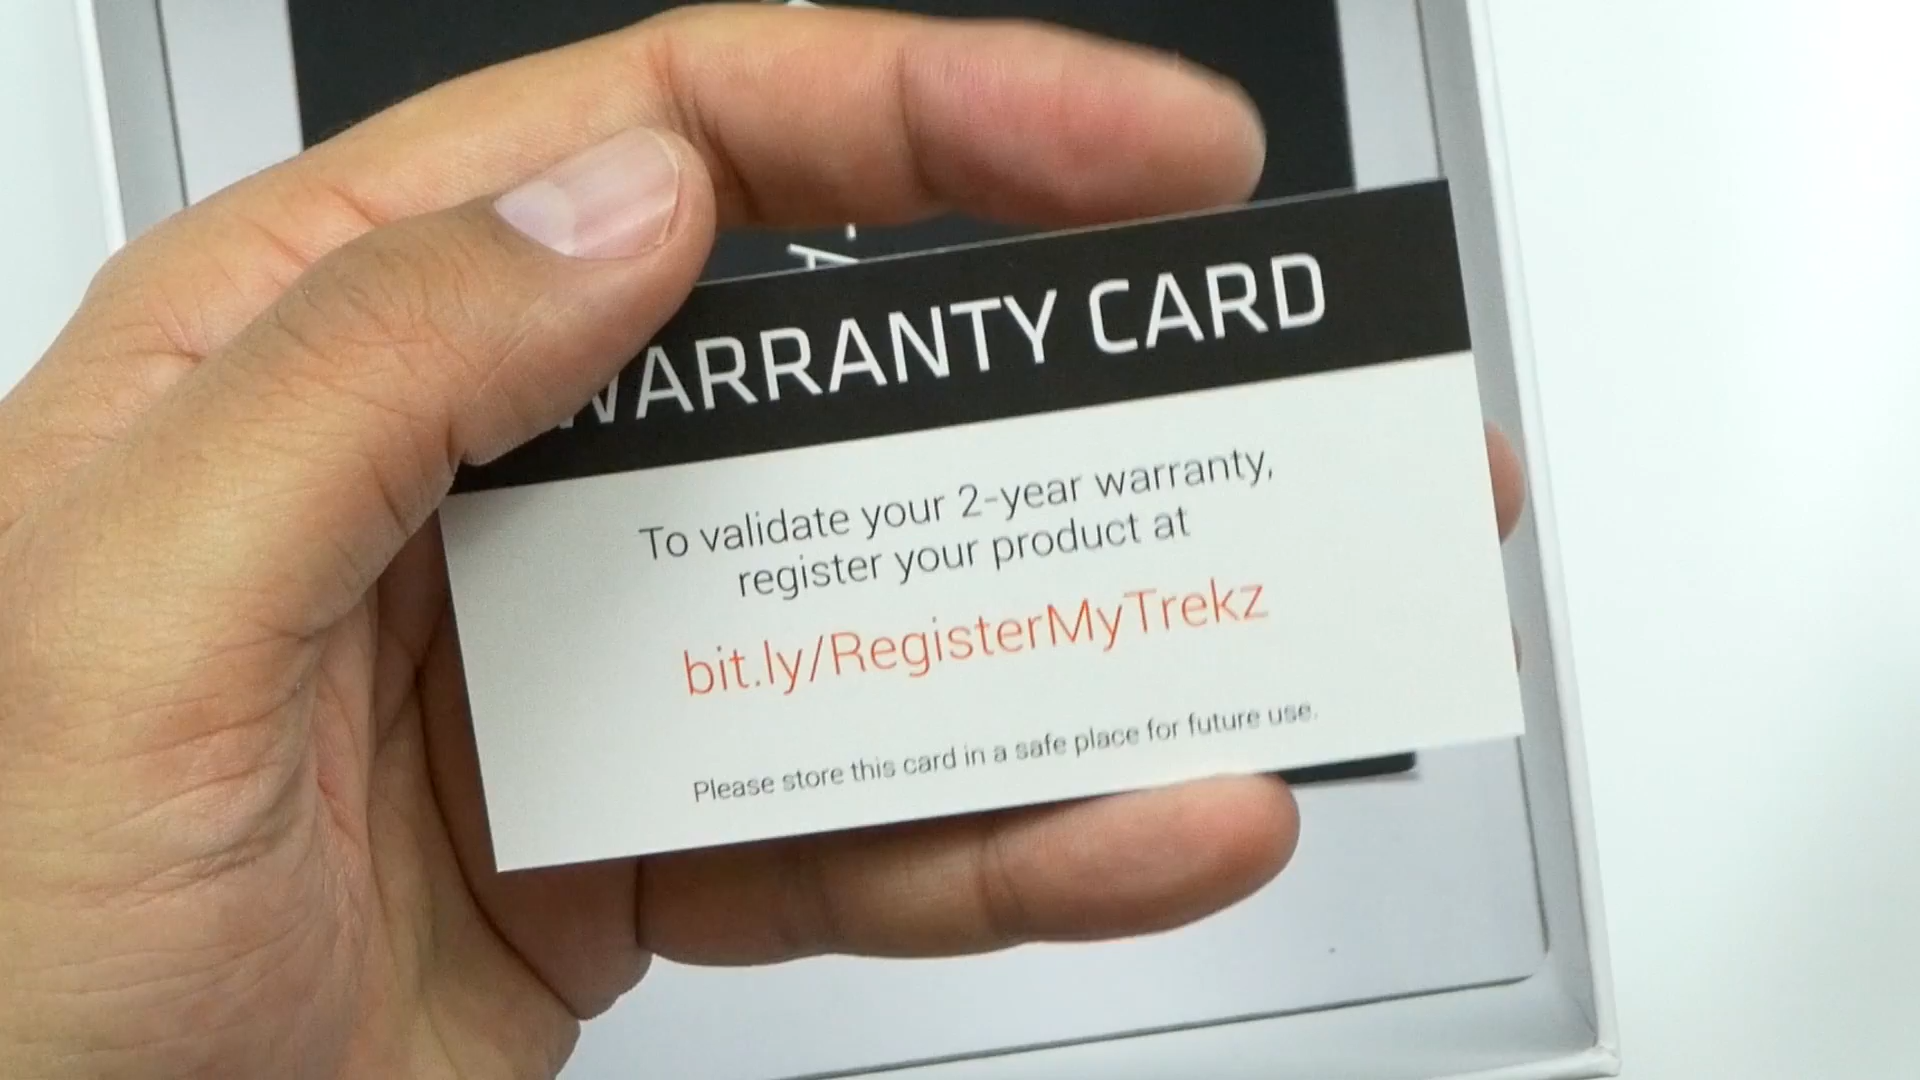 WARRANTY CARD
To validate your 2-year warranty,
register your product at
bit.ly/RegisterMyTrekz
Please store this card in a safe place for future use.